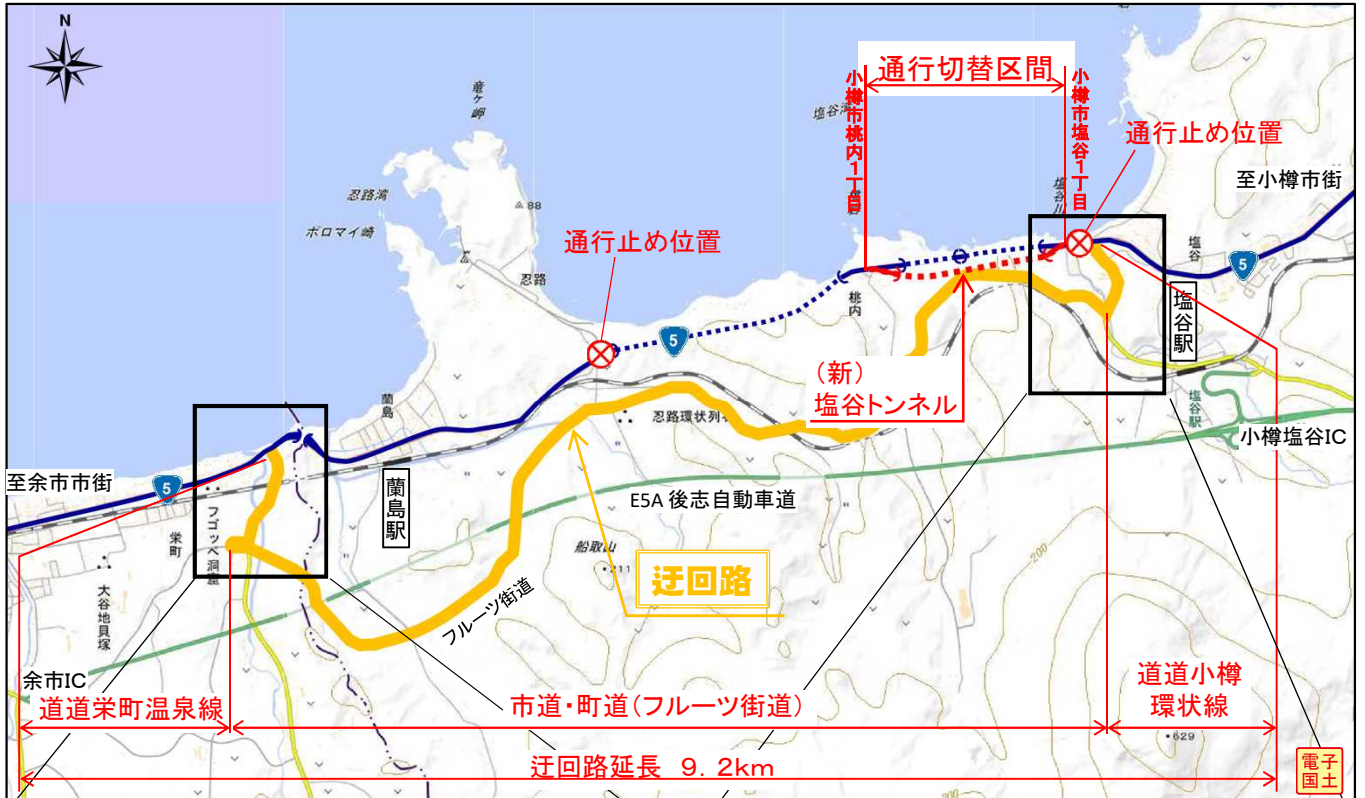 N
竜ヶ岬
忍路湾
ポロマイ崎
88
忍路
通行止め位置
塩谷湾
通行切替区間
小樽市桃内1丁目
小樽市塩谷1丁目
通行止め位置
至小樽市街
塩谷川
塩谷
5
塩谷駅
桃内
5
(新)
塩谷トンネル
塩谷駅
小樽塩谷IC
蘭島
忍路環状列石
至余市市街
5
蘭島駅
E5A 後志自動車道
フゴッペ洞窟
栄町
大谷地貝塚
船取山
211
迂回路
フルーツ街道
200
余市IC
道道栄町温泉線
市道・町道(フルーツ街道)
道道小樽
環状線
629
迂回路延長 9.2km
電子
国土